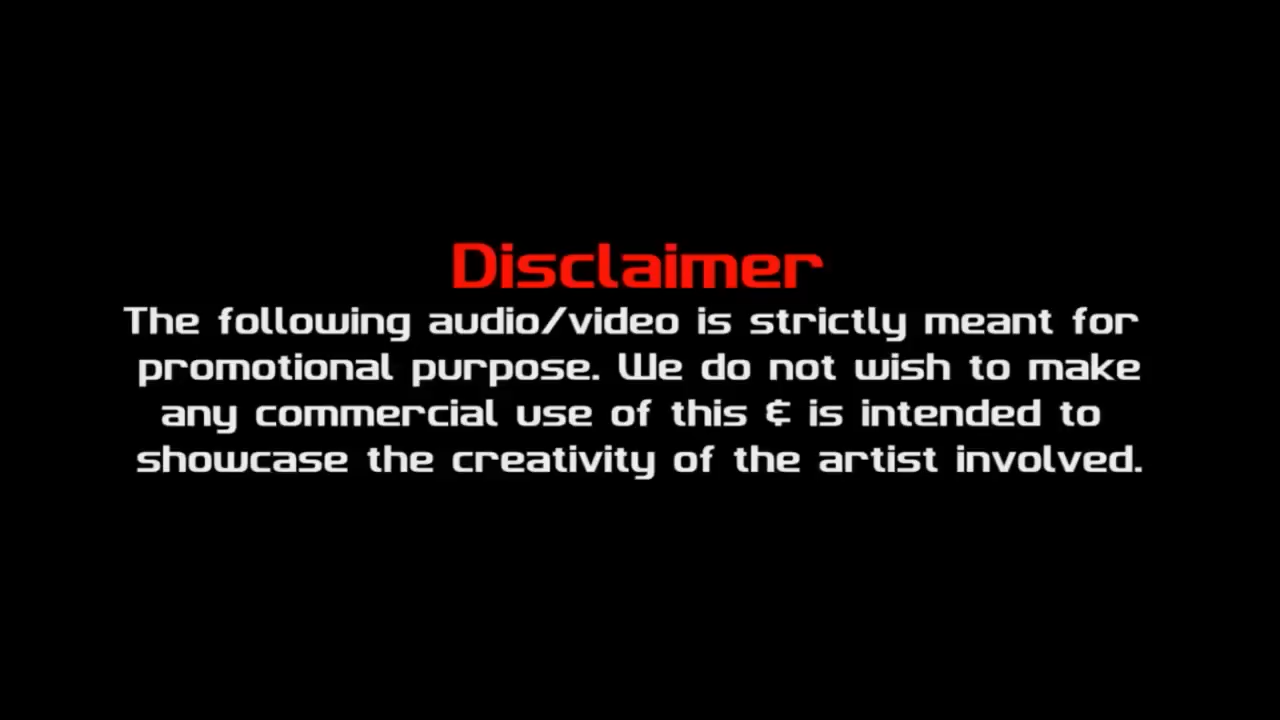 Disclaimer
The following audio/video is strictly meant for
promotional purpose. We do not wish to make
any commercial use of this & is intended to
showcase the creativity of the artist involved.